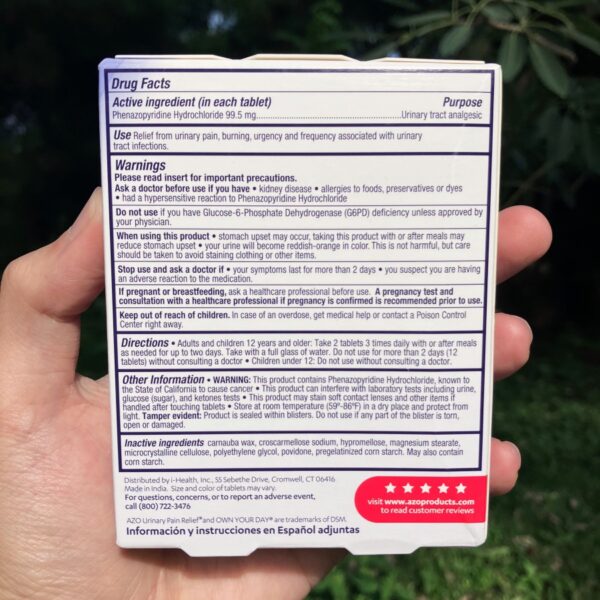 Drug Facts
Active ingredient (in each tablet) Purpose
Phenazopyridine Hydrochloride 99.5 mg..............................................Urinary tract analgesic
Use Relief from urinary pain, burning, urgency and frequency associated with urinary
tract infections.
Warnings
Please read insert for important precautions.
Ask a doctor before use if you have • kidney disease • allergies to foods, preservatives or dyes
• had a hypersensitive reaction to Phenazopyridine Hydrochloride
Do not use if you have Glucose-6-Phosphate Dehydrogenase (G6PD) deficiency unless approved by
your physician.
When using this product • stomach upset may occur, taking this product with or after meals may
reduce stomach upset • your urine will become reddish-orange in color. This is not harmful, but care
should be taken to avoid staining clothing or other items.
Stop use and ask a doctor if • your symptoms last for more than 2 days • you suspect you are having
an adverse reaction to the medication.
If pregnant or breastfeeding, ask a healthcare professional before use. A pregnancy test and
consultation with a healthcare professional if pregnancy is confirmed is recommended prior to use.
Keep out of reach of children. In case of an overdose, get medical help or contact a Poison Control
Center right away.
Directions • Adults and children 12 years and older: Take 2 tablets 3 times daily with or after meals
as needed for up to two days. Take with a full glass of water. Do not use for more than 2 days (12
tablets) without consulting a doctor • Children under 12: Do not use without consulting a doctor.
Other Information • WARNING: This product contains Phenazopyridine Hydrochloride, known to
the State of California to cause cancer • This product can interfere with laboratory tests including urine,
glucose (sugar), and ketones tests • This product may stain soft contact lenses and other items if
handled after touching tablets • Store at room temperature (59°-86°F) in a dry place and protect from
light. Tamper evident: Product is sealed within blisters. Do not use if any part of the blister is torn,
open or damaged.
Inactive ingredients carnauba wax, croscarmellose sodium, hypromellose, magnesium stearate,
microcrystalline cellulose, polyethylene glycol, povidone, pregelatinized corn starch. May also contain
corn starch.
Distributed by i-Health, Inc., 55 Sebethe Drive, Cromwell, CT 06416
Made in India. Size and color of tablets may vary.
For questions, concerns, or to report an adverse event,
call (800) 722-3476
AZO Urinary Pain Relief® and OWN YOUR DAY® are trademarks of DSM.
Información y instrucciones en Español adjuntas
visit www.azoproducts.com
to read customer reviews